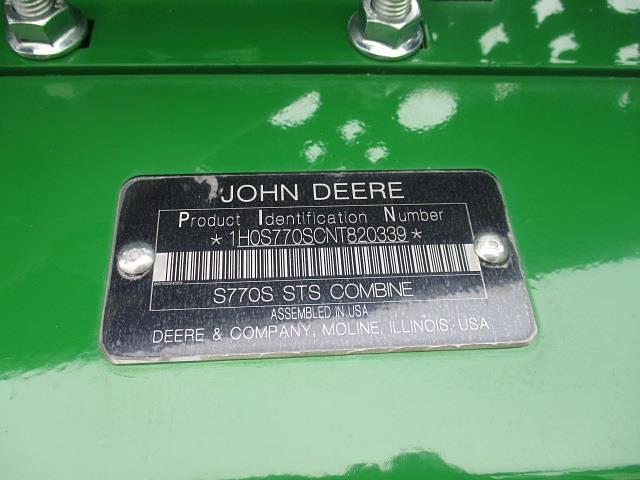 JOHN DEERE
Product Identification Number
*1H0S770SCNT820339*
S770S STS COMBINE
ASSEMBLED IN USA
DEERE & COMPANY, MOLINE, ILLINOIS, USA